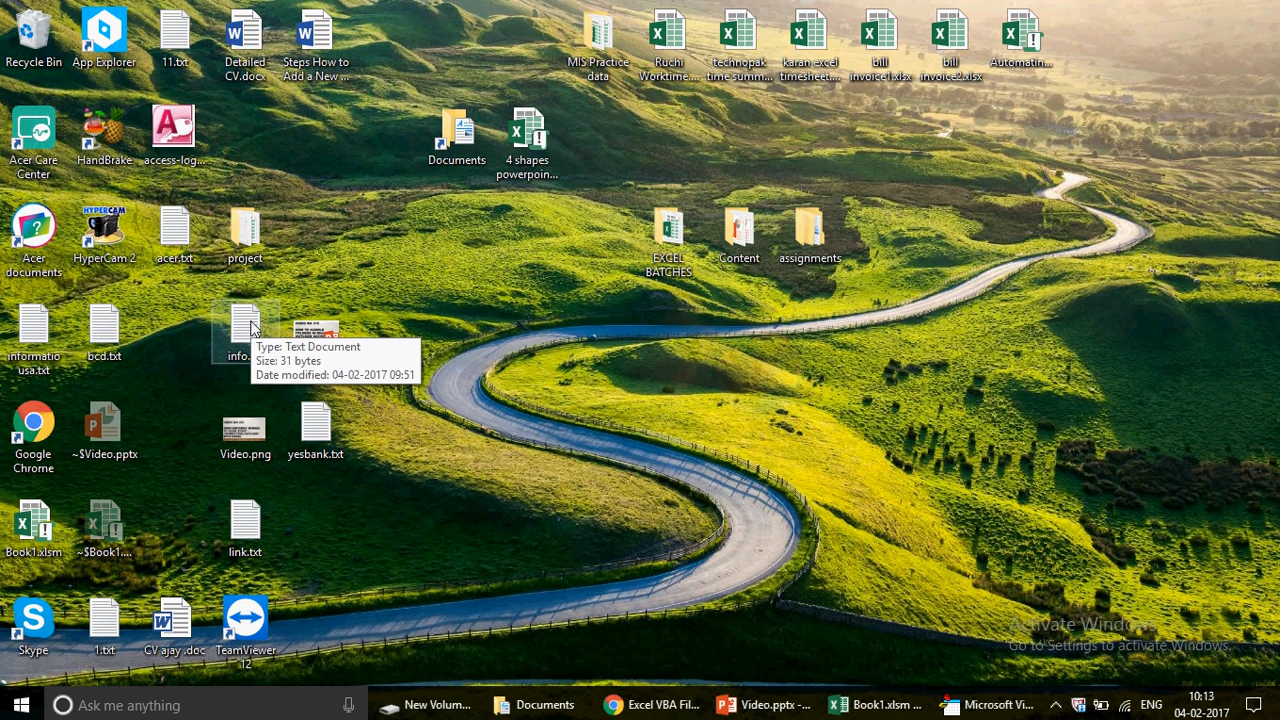 Recycle Bin
App Explorer
11.txt
Detailed
CV.docx
Steps How to
Add a New ...
MIS Practice
data
Ruchi
Worktime....
technopak
time summ...
karan excel
timesheet....
bill
invoice1.xlsx
bill
invoice2.xlsx
Automatin...
Acer Care
Center
HandBrake
access-log...
Documents
4 shapes
powerpoin...
Acer
documents
HYPERCAM
HyperCam 2
acer.txt
project
EXCEL
BATCHES
Content
assignments
informatio
usa.txt
bcd.txt
info.
Type: Text Document
Size: 31 bytes
Date modified: 04-02-2017 09:51
Google
Chrome
~$Video.pptx
Video.png
yesbank.txt
Book1.xlsm
~$Book1....
link.txt
Skype
1.txt
CV ajay .doc
TeamViewer
12
Activate Windows
Go to Settings to activate Windows.
Ask me anything
New Volum...
Documents
Excel VBA Fil...
Video.pptx -...
Book1.xlsm ...
Microsoft Vi...
ENG
10:13
04-02-2017